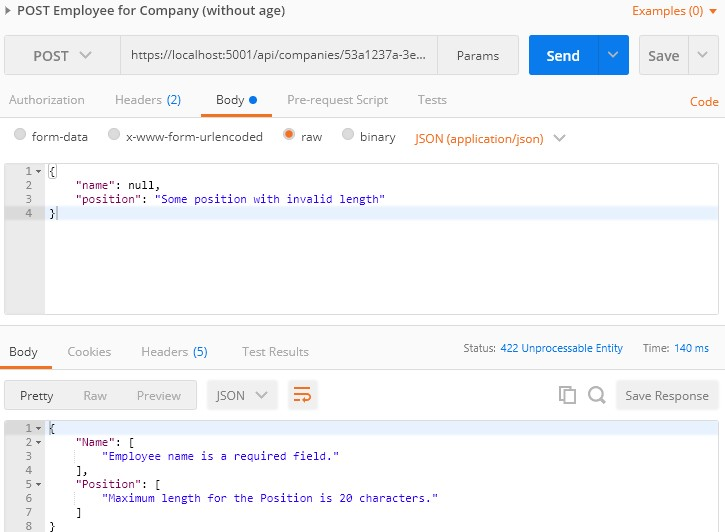 POST Employee for Company (without age) Examples (0)
POST https://localhost:5001/api/companies/53a1237a-3e... Params Send Save
Authorization Headers (2) Body Pre-request Script Tests Code
form-data x-www-form-urlencoded raw binary JSON (application/json)
1 {
2 "name": null,
3 "position": "Some position with invalid length"
4 }
Body Cookies Headers (5) Test Results Status: 422 Unprocessable Entity Time: 140 ms
Pretty Raw Preview JSON Save Response
1 {
2 "Name": [
3 "Employee name is a required field."
4 ],
5 "Position": [
6 "Maximum length for the Position is 20 characters."
7 ]
8 }